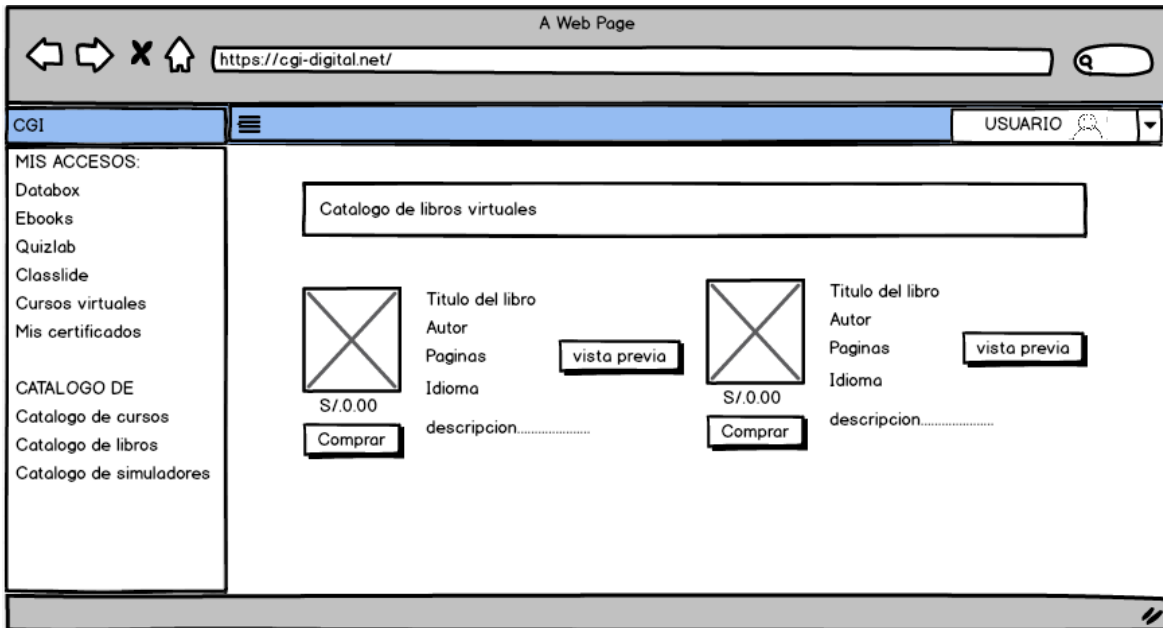 A Web Page
https://cgi-digital.net/
CGI
USUARIO
MIS ACCESOS:
Databox
Ebooks
Quizlab
Classlide
Cursos virtuales
Mis certificados
CATALOGO DE
Catalogo de cursos
Catalogo de libros
Catalogo de simuladores
Catalogo de libros virtuales
Titulo del libro
Autor
Paginas
vista previa
Idioma
S/.0.00
descripcion.....................
Comprar
Titulo del libro
Autor
Paginas
vista previa
Idioma
S/.0.00
descripcion.....................
Comprar